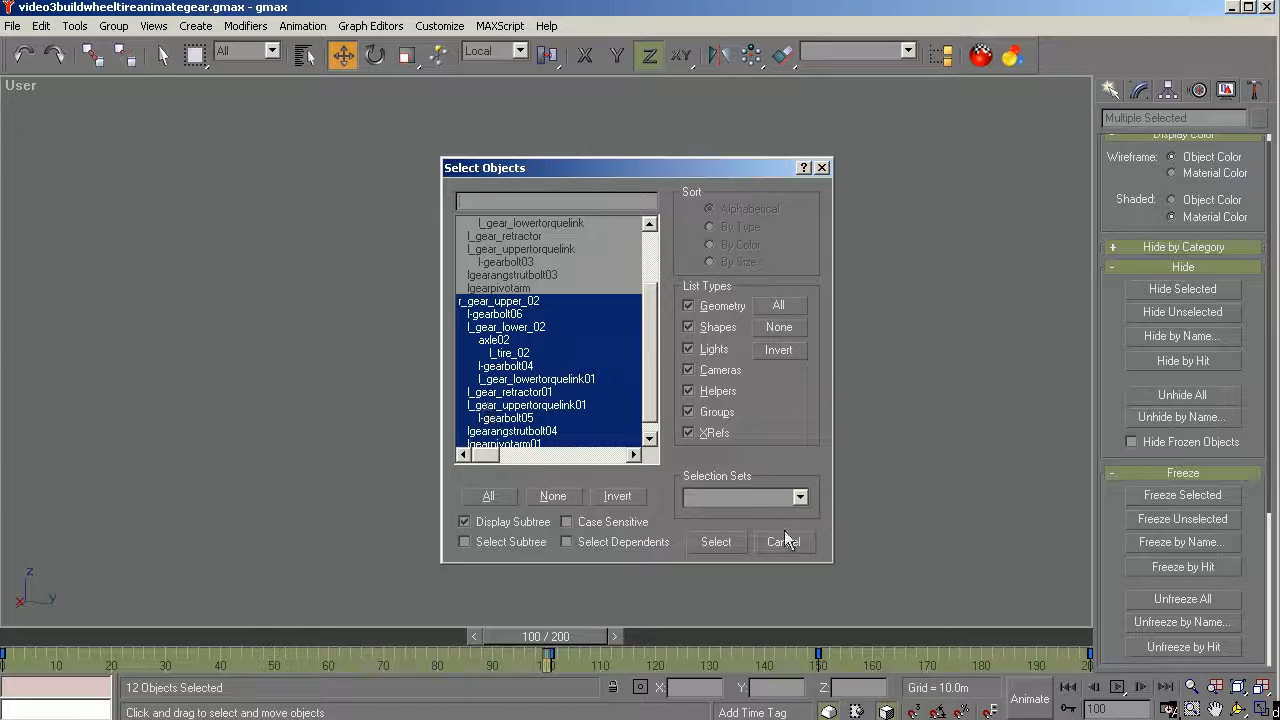 video3buildwheeltireanimategear.gmax - gmax
File Edit Tools Group Views Create Modifiers Animation Graph Editors Customize MAXScript Help
All
Local
X Y Z XY
User
Multiple Selected
Select Objects
Display Color
Wireframe: Object Color
Material Color
Shaded: Object Color
Material Color
Hide by Category
Hide
Hide Selected
Hide Unselected
Hide by Name...
Hide by Hit
Unhide All
Unhide by Name...
Hide Frozen Objects
Freeze
Freeze Selected
Freeze Unselected
Freeze by Name...
Freeze by Hit
Unfreeze All
Unfreeze by Name...
Unfreeze by Hit
l_gear_lowertorquelink
l_gear_retractor
l_gear_uppertorquelink
l-gearbolt03
lgearangstrutbolt03
lgearpivotarm
r_gear_upper_02
l-gearbolt06
l_gear_lower_02
axle02
l_tire_02
l-gearbolt04
l_gear_lowertorquelink01
l_gear_retractor01
l_gear_uppertorquelink01
l-gearbolt05
lgearangstrutbolt04
lgearpivotarm01
Sort
Alphabetical
By Type
By Color
By Size
List Types
Geometry All
Shapes None
Lights Invert
Cameras
Helpers
Groups
XRefs
Selection Sets
All None Invert
Display Subtree Case Sensitive
Select Subtree Select Dependents
Select Cancel
z
x y
100 / 200
0 10 20 30 40 50 60 70 80 90 100 110 120 130 140 150 160 170 180 190 200
12 Objects Selected X: Y: Z: Grid = 10.0m
Click and drag to select and move objects Add Time Tag
Animate
100